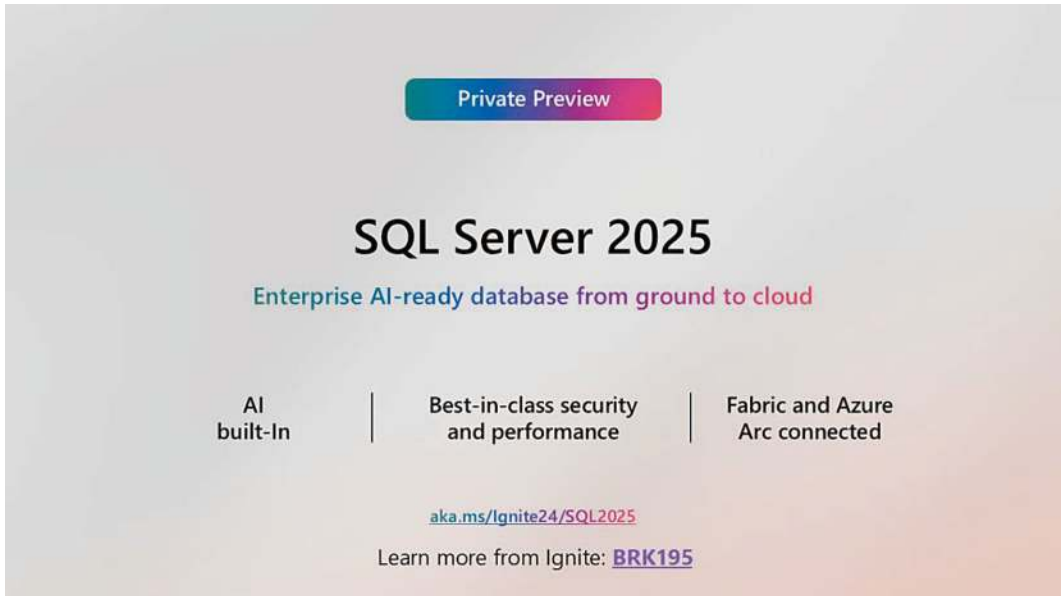 Private Preview
SQL Server 2025
Enterprise AI-ready database from ground to cloud
AI
built-In
Best-in-class security
and performance
Fabric and Azure
Arc connected
aka.ms/Ignite24/SQL2025
Learn more from Ignite: BRK195